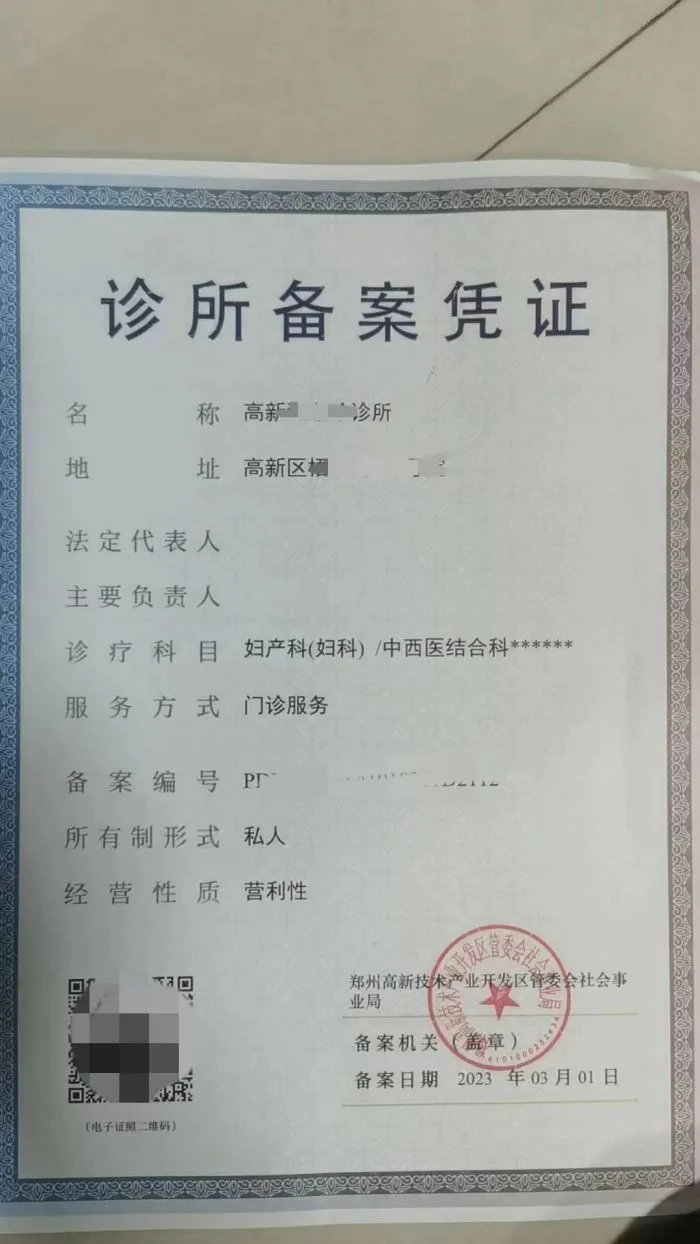 诊所备案凭证
名称 高新 诊所
地址 高新区
法定代表人
主要负责人
诊疗科目 妇产科(妇科) /中西医结合科******
服务方式 门诊服务
备案编号
所有制形式 私人
经营性质 营利性
郑州高新技术产业开发区管委会社会事
业局
备案机关(盖章)
备案日期 2023 年 03 月 01 日
(电子证照二维码)